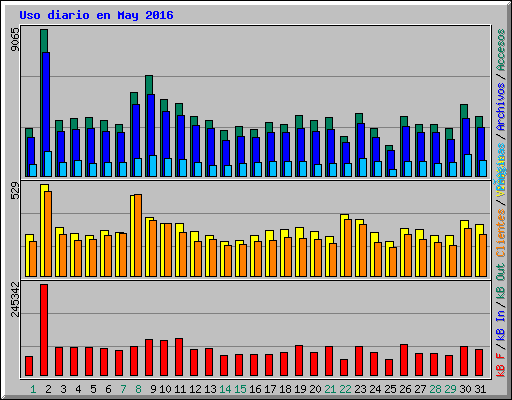 Uso diario en May 2016
9065
529
245342
kB F / kB In / kB Out Clientes / Páginas / Archivos / Accesos
1 2 3 4 5 6 7 8 9 10 11 12 13 14 15 16 17 18 19 20 21 22 23 24 25 26 27 28 29 30 31